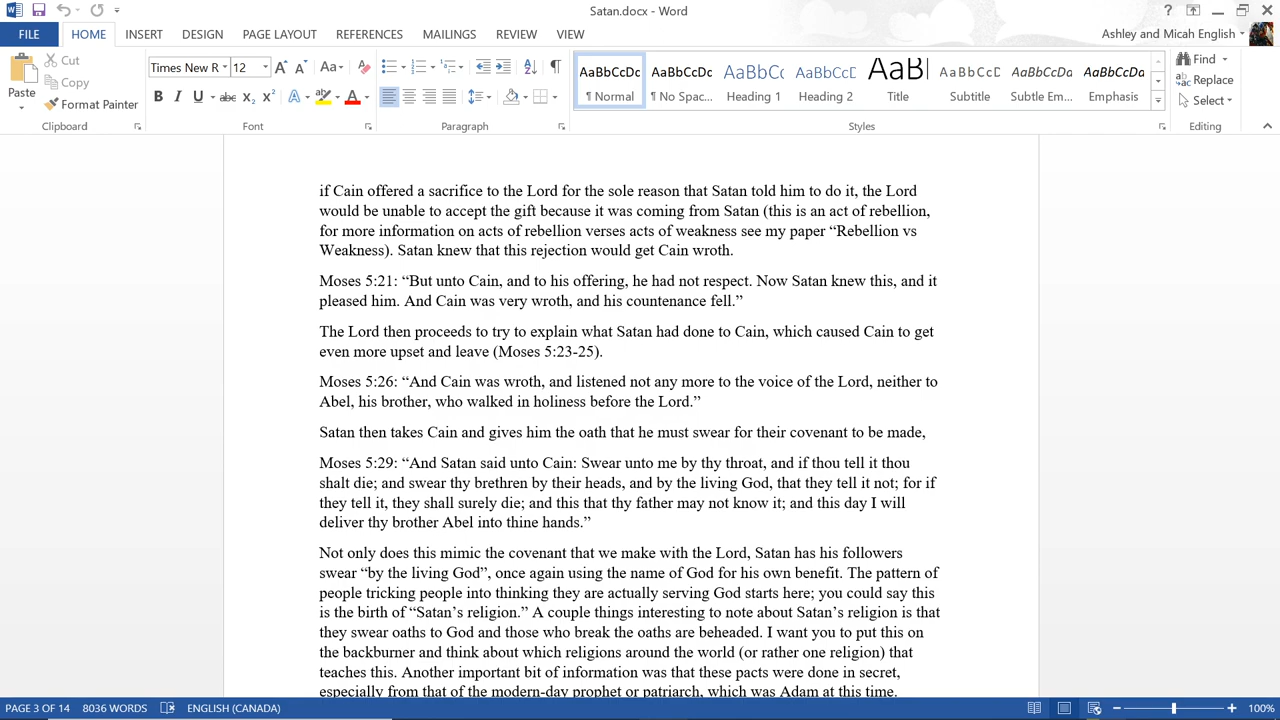 Satan.docx - Word
FILE HOME INSERT DESIGN PAGE LAYOUT REFERENCES MAILINGS REVIEW VIEW Ashley and Micah English
Paste Cut Copy Format Painter
Times New R 12
AaBbCcDc AaBbCcDc AaBbCc AaBbCcD AaBl AaBbCcD AaBbCcDa AaBbCcDa
¶ Normal ¶ No Spac... Heading 1 Heading 2 Title Subtitle Subtle Em... Emphasis
Find Replace Select
Clipboard Font Paragraph Styles Editing
if Cain offered a sacrifice to the Lord for the sole reason that Satan told him to do it, the Lord
would be unable to accept the gift because it was coming from Satan (this is an act of rebellion,
for more information on acts of rebellion verses acts of weakness see my paper “Rebellion vs
Weakness). Satan knew that this rejection would get Cain wroth.
Moses 5:21: “But unto Cain, and to his offering, he had not respect. Now Satan knew this, and it
pleased him. And Cain was very wroth, and his countenance fell.”
The Lord then proceeds to try to explain what Satan had done to Cain, which caused Cain to get
even more upset and leave (Moses 5:23-25).
Moses 5:26: “And Cain was wroth, and listened not any more to the voice of the Lord, neither to
Abel, his brother, who walked in holiness before the Lord.”
Satan then takes Cain and gives him the oath that he must swear for their covenant to be made,
Moses 5:29: “And Satan said unto Cain: Swear unto me by thy throat, and if thou tell it thou
shalt die; and swear thy brethren by their heads, and by the living God, that they tell it not; for if
they tell it, they shall surely die; and this that thy father may not know it; and this day I will
deliver thy brother Abel into thine hands.”
Not only does this mimic the covenant that we make with the Lord, Satan has his followers
swear “by the living God”, once again using the name of God for his own benefit. The pattern of
people tricking people into thinking they are actually serving God starts here; you could say this
is the birth of “Satan’s religion.” A couple things interesting to note about Satan’s religion is that
they swear oaths to God and those who break the oaths are beheaded. I want you to put this on
the backburner and think about which religions around the world (or rather one religion) that
teaches this. Another important bit of information was that these pacts were done in secret,
especially from that of the modern-day prophet or patriarch, which was Adam at this time.
PAGE 3 OF 14 8036 WORDS ENGLISH (CANADA) 100%